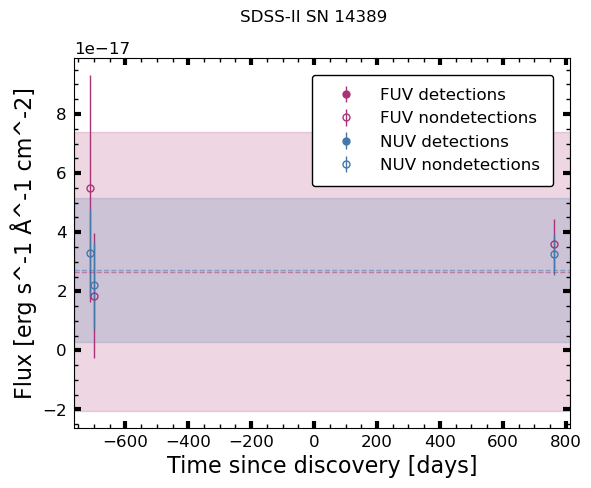 SDSS-II SN 14389
1e−17
FUV detections
FUV nondetections
NUV detections
NUV nondetections
8
6
4
2
0
−2
Flux [erg s^-1 Å^-1 cm^-2]
−600 −400 −200 0 200 400 600 800
Time since discovery [days]